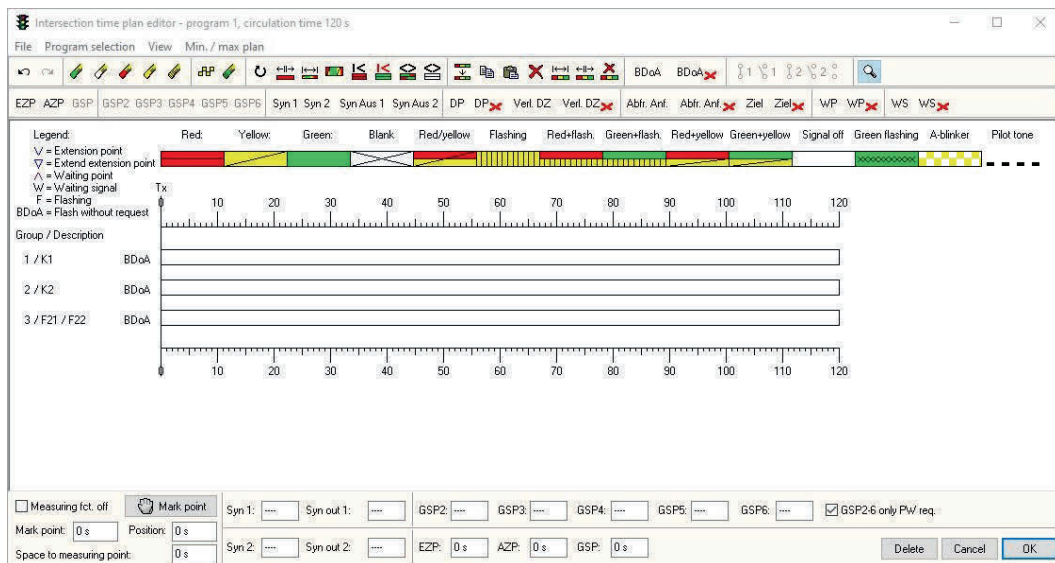 Intersection time plan editor - program 1, circulation time 120 s
File Program selection View Min. / max plan
BDoA BDoA 1 1 2 2
EZP AZP GSP GSP2 GSP3 GSP4 GSP5 GSP6 Syn 1 Syn 2 Syn Aus 1 Syn Aus 2 DP DP Verl. DZ Verl. DZ Abfr. Anf. Abfr. Anf. Ziel Ziel WP WP WS WS
Legend: Red: Yellow: Green: Blank Red/yellow Flashing Red+flash. Green+flash. Red+yellow Green+yellow Signal off Green flashing A-blinker Pilot tone
V = Extension point
▽ = Extend extension point
Λ = Waiting point
W = Waiting signal
F = Flashing
BDoA = Flash without request
Tx
0 10 20 30 40 50 60 70 80 90 100 110 120
Group / Description
1 / K1 BDoA
2 / K2 BDoA
3 / F21 / F22 BDoA
0 10 20 30 40 50 60 70 80 90 100 110 120
Measuring fct. off Mark point Syn 1: ---- Syn out 1: ---- GSP2: ---- GSP3: ---- GSP4: ---- GSP5: ---- GSP6: ---- GSP2-6 only PW req.
Mark point: 0 s Position: 0 s
Space to measuring point: 0 s Syn 2: ---- Syn out 2: ---- EZP: 0 s AZP: 0 s GSP: 0 s Delete Cancel OK